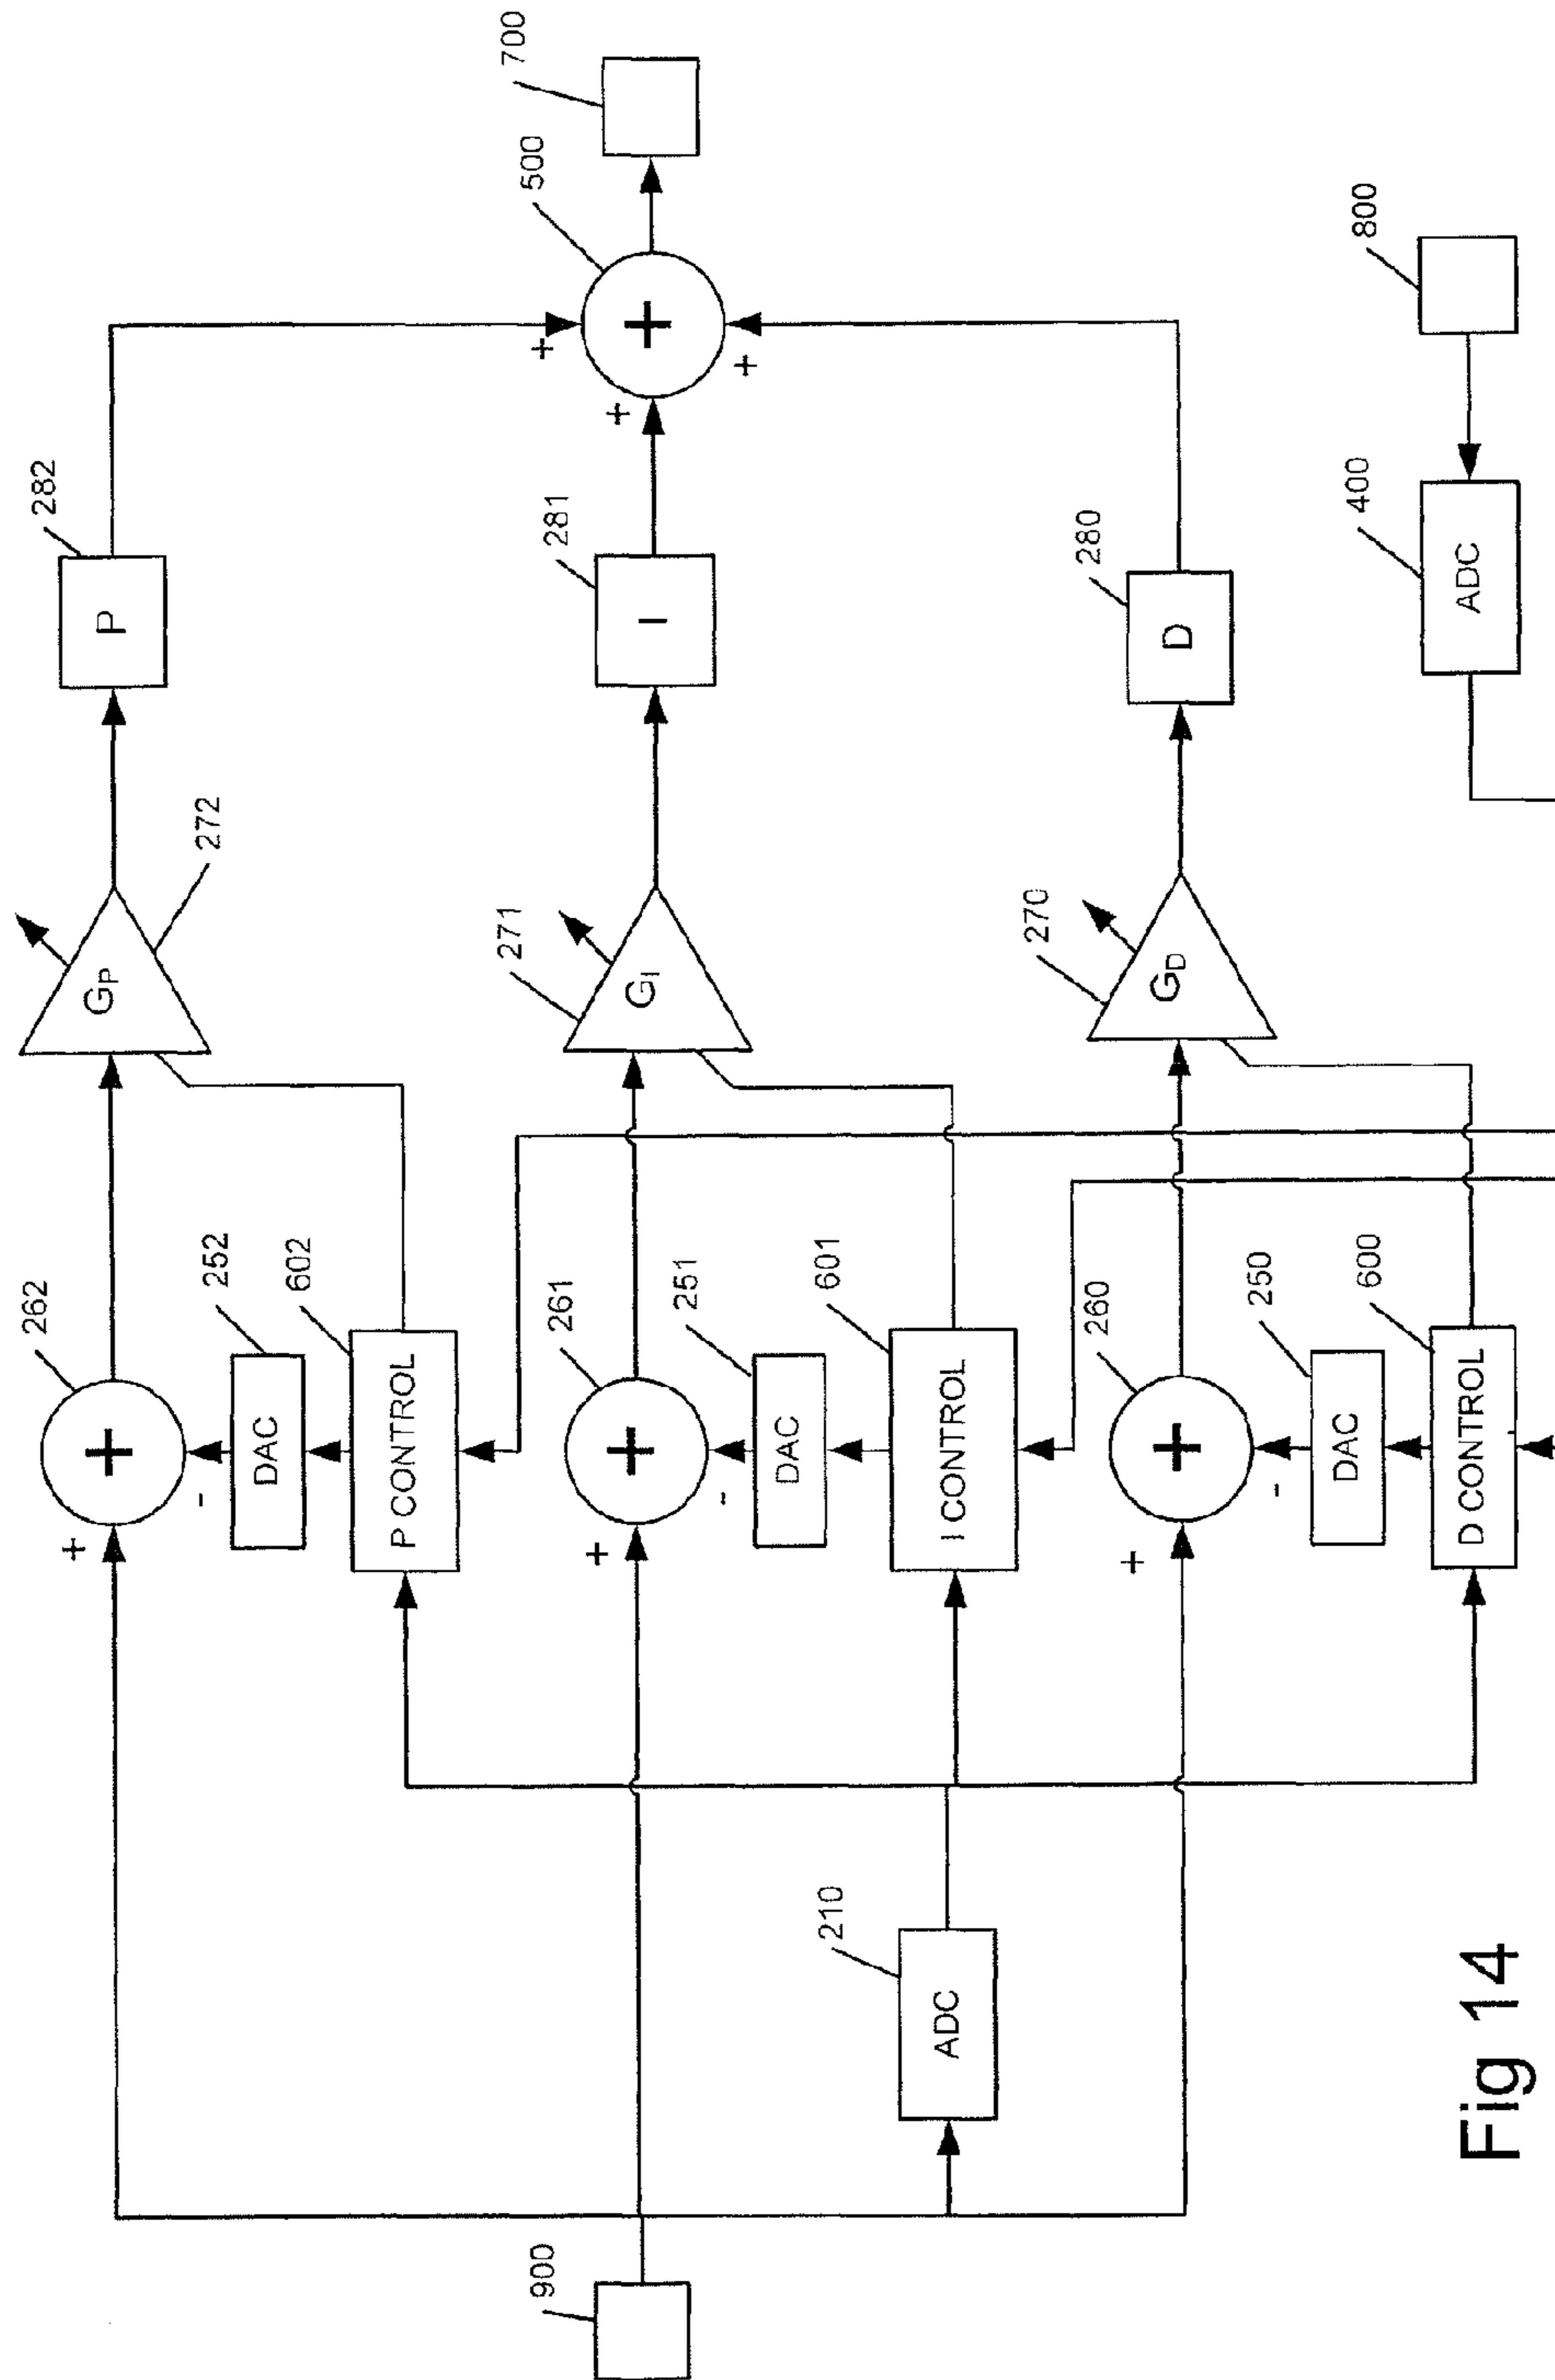 262
+
-
252
DAC
602
P CONTROL
272
GP
282
P
+
261
+
-
251
DAC
601
I CONTROL
271
GI
281
I
+
500
+
700
900
210
ADC
260
+
-
250
DAC
600
D CONTROL
270
GD
280
D
+
400
ADC
800
Fig 14